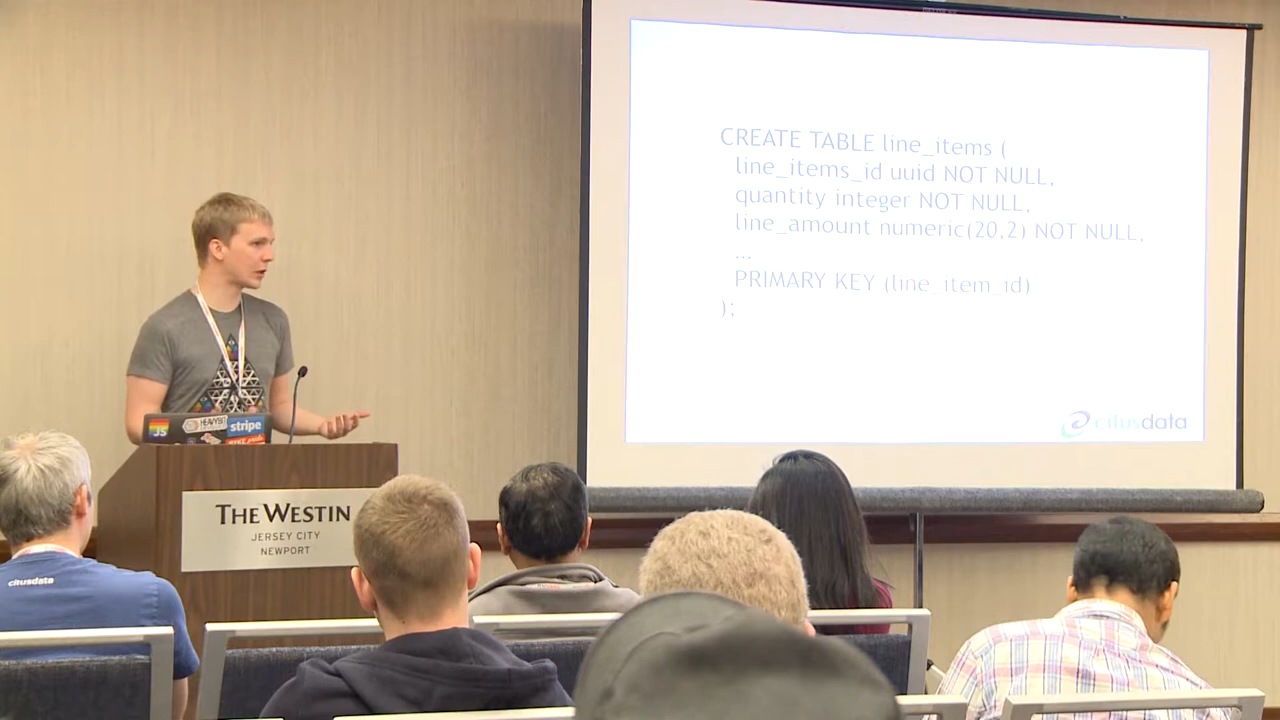 CREATE TABLE line_items (
line_items_id uuid NOT NULL,
quantity integer NOT NULL,
line_amount numeric(20,2) NOT NULL,
...
PRIMARY KEY (line_item_id)
);
citusdata
JS
HEAVYBIT
stripe
THE WESTIN
JERSEY CITY
NEWPORT
citusdata